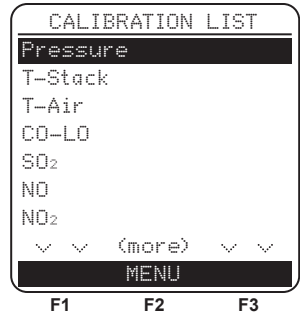 CALIBRATION LIST
Pressure
T-Stack
T-Air
CO-LO
SO₂
NO
NO₂
(more)
MENU
F1 F2 F3